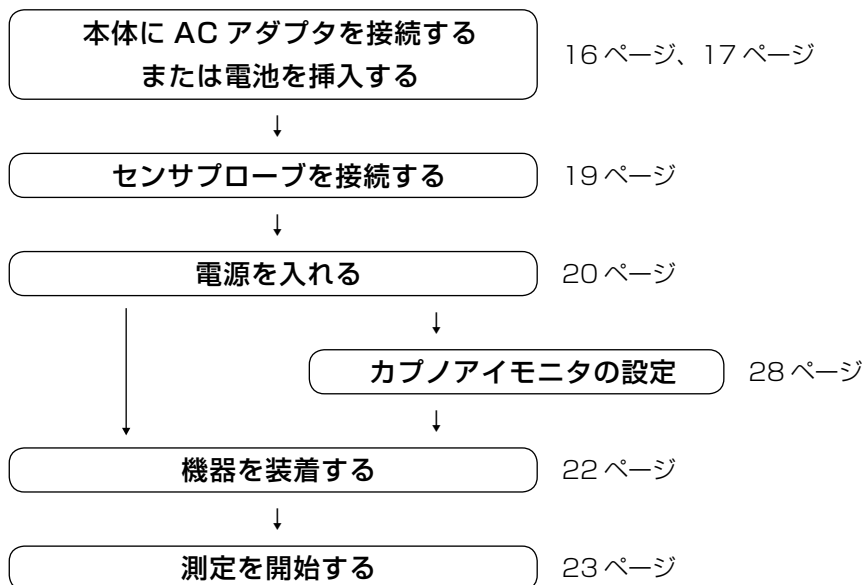 本体に AC アダプタを接続する
または電池を挿入する
16 ページ、17 ページ
↓
センサプローブを接続する
19 ページ
↓
電源を入れる
20 ページ
↓
カプノアイモニタの設定
28 ページ
↓
機器を装着する
22 ページ
↓
測定を開始する
23 ページ